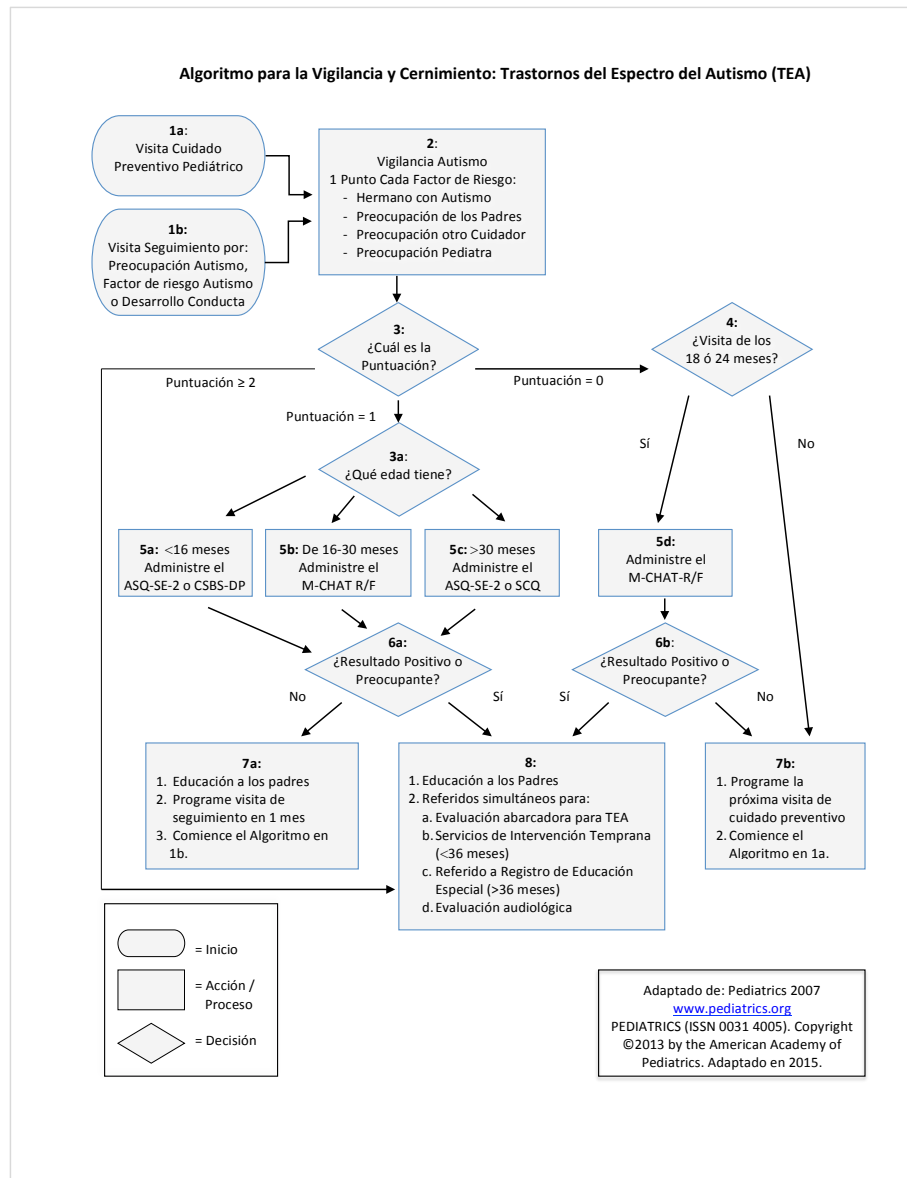 Algoritmo para la Vigilancia y Cernimiento: Trastornos del Espectro del Autismo (TEA)
1a:
Visita Cuidado
Preventivo Pediátrico
1b:
Visita Seguimiento por:
Preocupación Autismo,
Factor de riesgo Autismo
o Desarrollo Conducta
2:
Vigilancia Autismo
1 Punto Cada Factor de Riesgo:
- Hermano con Autismo
- Preocupación de los Padres
- Preocupación otro Cuidador
- Preocupación Pediatra
3:
¿Cuál es la
Puntuación?
4:
¿Visita de los
18 ó 24 meses?
Puntuación ≥ 2
Puntuación = 0
Puntuación = 1
Sí
No
3a:
¿Qué edad tiene?
5a: <16 meses
Administre el
ASQ-SE-2 o CSBS-DP
5b: De 16-30 meses
Administre el
M-CHAT R/F
5c: >30 meses
Administre el
ASQ-SE-2 o SCQ
5d:
Administre el
M-CHAT-R/F
6a:
¿Resultado Positivo o
Preocupante?
6b:
¿Resultado Positivo o
Preocupante?
No
Sí
Sí
No
7a:
1. Educación a los padres
2. Programe visita de
seguimiento en 1 mes
3. Comience el Algoritmo en
1b.
8:
1. Educación a los Padres
2. Referidos simultáneos para:
a. Evaluación abarcadora para TEA
b. Servicios de Intervención Temprana
(<36 meses)
c. Referido a Registro de Educación
Especial (>36 meses)
d. Evaluación audiológica
7b:
1. Programe la
próxima visita de
cuidado preventivo
2. Comience el
Algoritmo en 1a.
= Inicio
= Acción /
Proceso
= Decisión
Adaptado de: Pediatrics 2007
www.pediatrics.org
PEDIATRICS (ISSN 0031 4005). Copyright
©2013 by the American Academy of
Pediatrics. Adaptado en 2015.